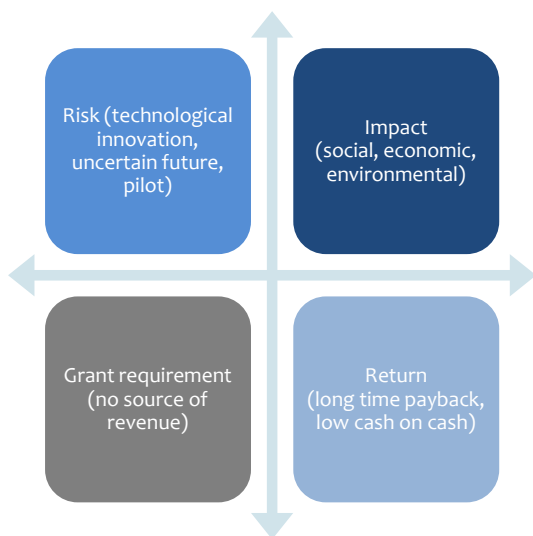 Risk (technological
innovation,
uncertain future,
pilot)
Impact
(social, economic,
environmental)
Grant requirement
(no source of
revenue)
Return
(long time payback,
low cash on cash)